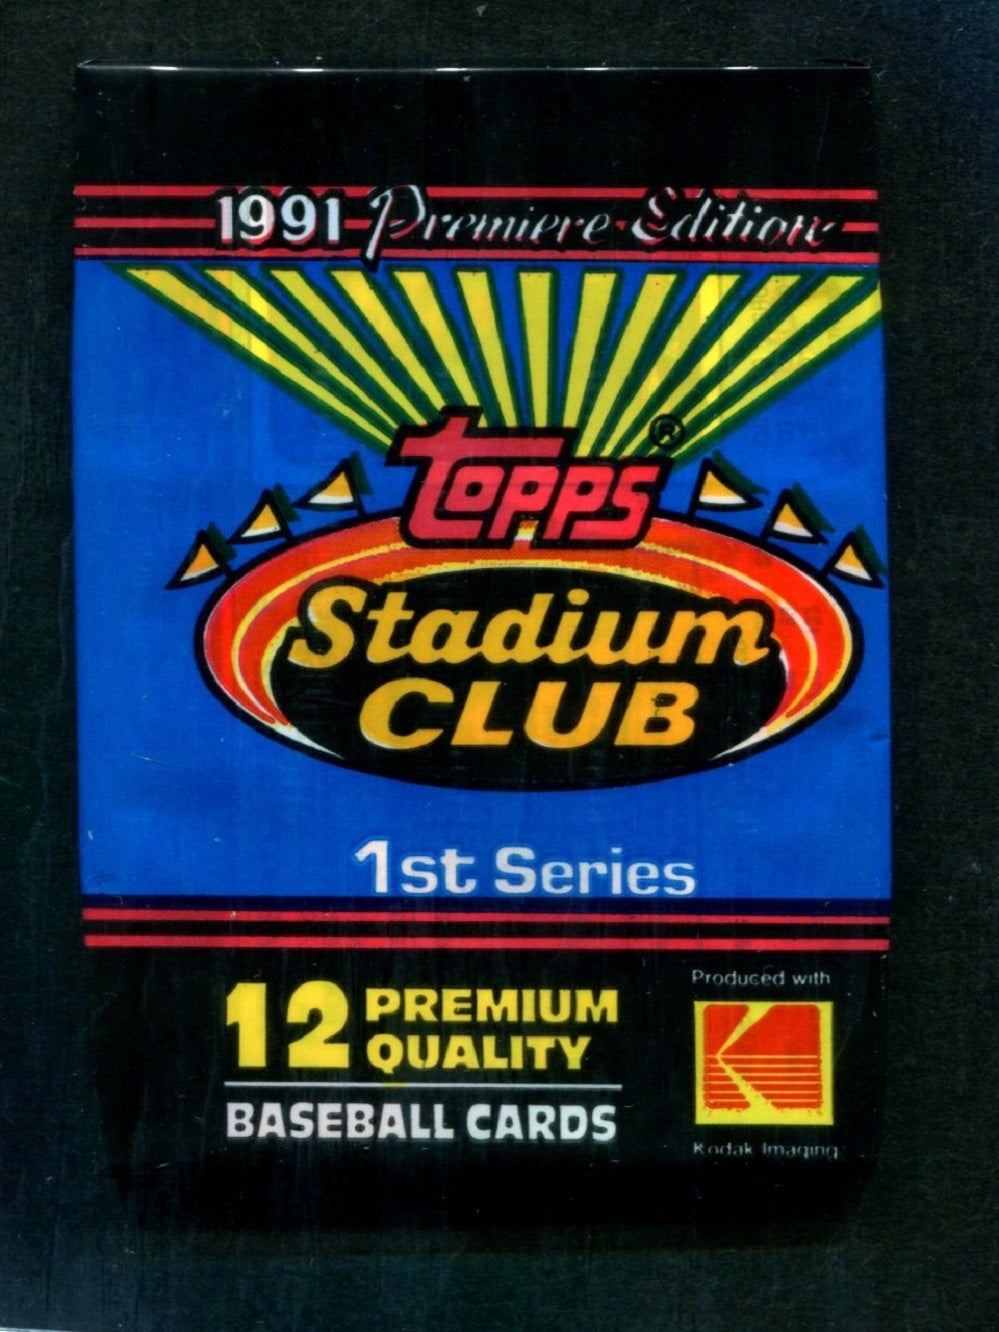 1991 Premiere Edition
TOPPS®
Stadium
CLUB
1st Series
12 PREMIUM
QUALITY
BASEBALL CARDS
Produced with
K
Kodak Imaging